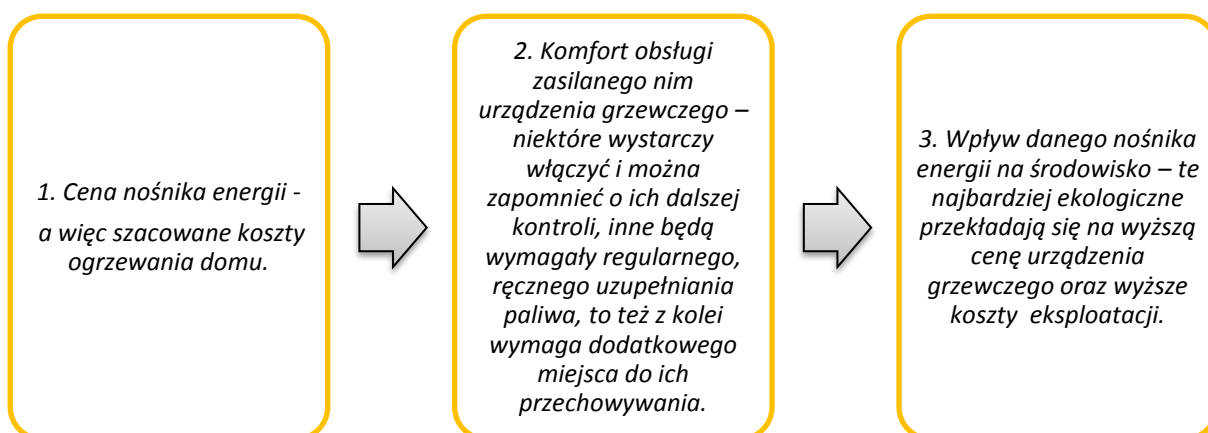 1. Cena nośnika energii -
a więc szacowane koszty
ogrzewania domu.
2. Komfort obsługi
zasilanego nim
urządzenia grzewczego –
niektóre wystarczy
włączyć i można
zapomnieć o ich dalszej
kontroli, inne będą
wymagały regularnego,
ręcznego uzupełniania
paliwa, to też z kolei
wymaga dodatkowego
miejsca do ich
przechowywania.
3. Wpływ danego nośnika
energii na środowisko – te
najbardziej ekologiczne
przekładają się na wyższą
cenę urządzenia
grzewczego oraz wyższe
koszty  eksploatacji.